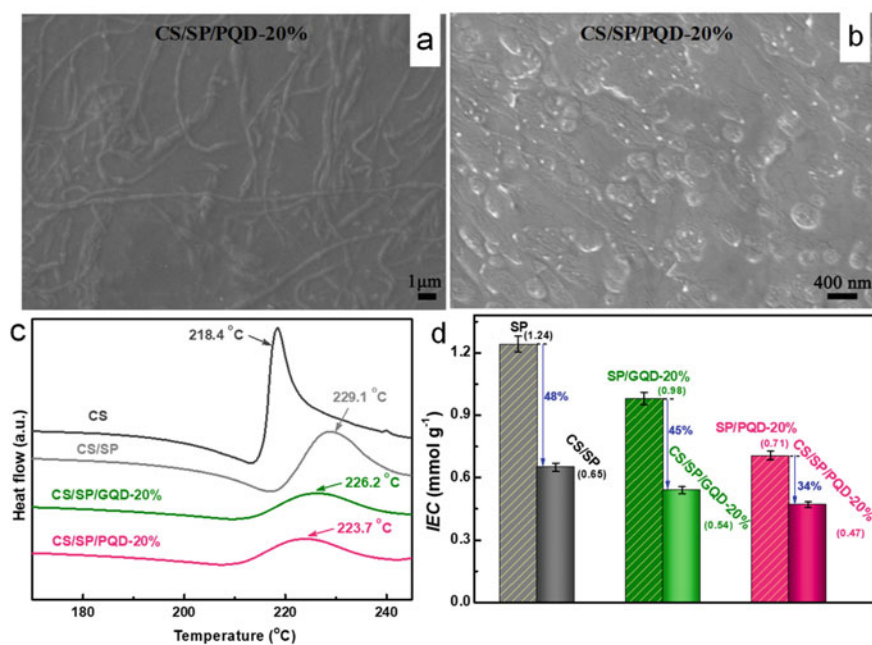 CS/SP/PQD-20%
a
1μm
CS/SP/PQD-20%
b
400 nm
c
218.4 °C
229.1 °C
CS
CS/SP
226.2 °C
CS/SP/GQD-20%
223.7 °C
CS/SP/PQD-20%
Heat flow (a.u.)
180
200
220
240
Temperature (°C)
d
SP
(1.24)
48%
CS/SP
(0.65)
SP/GQD-20%
(0.98)
45%
CS/SP/GQD-20%
(0.54)
SP/PQD-20%
(0.71)
34%
CS/SP/PQD-20%
(0.47)
IEC (mmol g⁻¹)
1.2
0.9
0.6
0.3
0.0